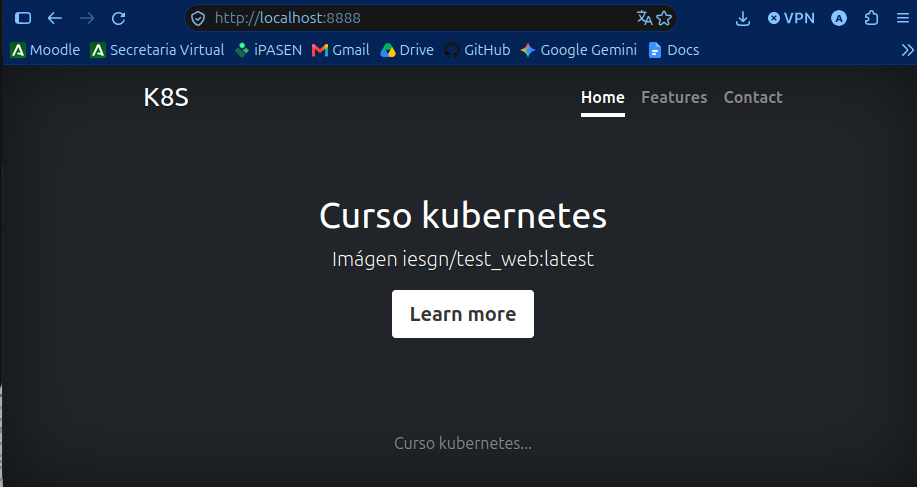 http://localhost:8888
VPN
A
Moodle
Secretaria Virtual
iPASEN
Gmail
Drive
GitHub
Google Gemini
Docs
K8S
Home
Features
Contact
Curso kubernetes
Imágen iesgn/test_web:latest
Learn more
Curso kubernetes...